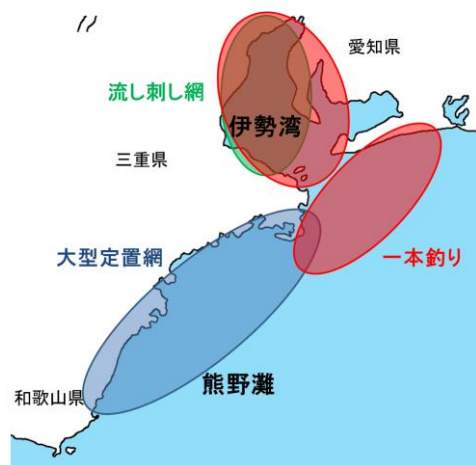 愛知県
流し刺し網
伊勢湾
三重県
大型定置網
一本釣り
熊野灘
和歌山県